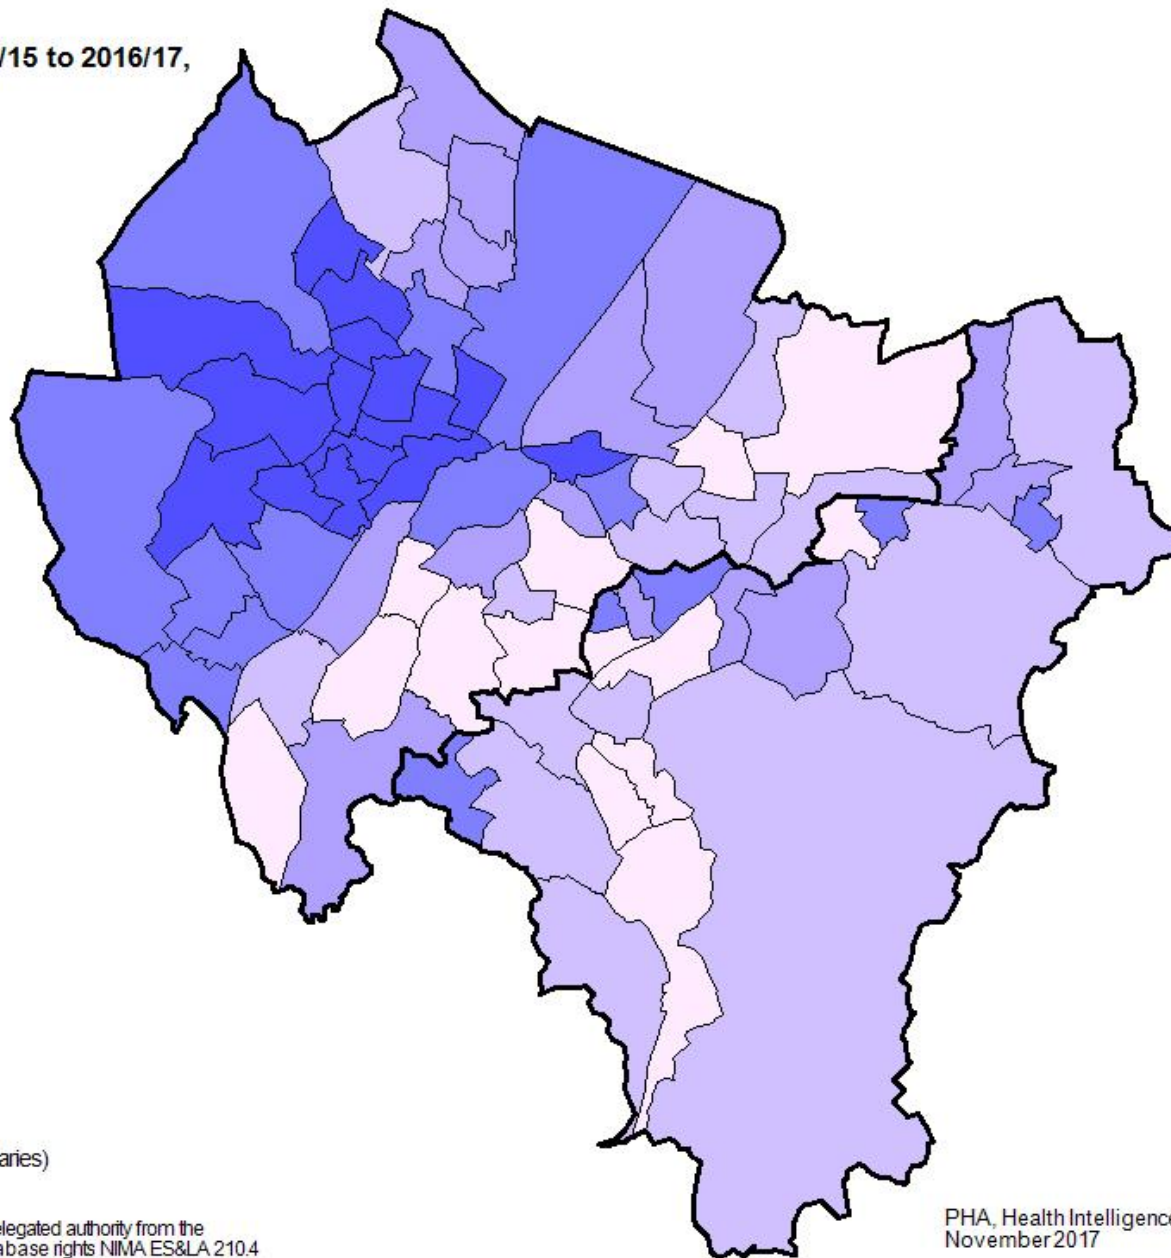 /15 to 2016/17,
aries)
elegated authority from the
abase rights NIMA ES&LA 210.4
PHA, Health Intelligence
November 2017